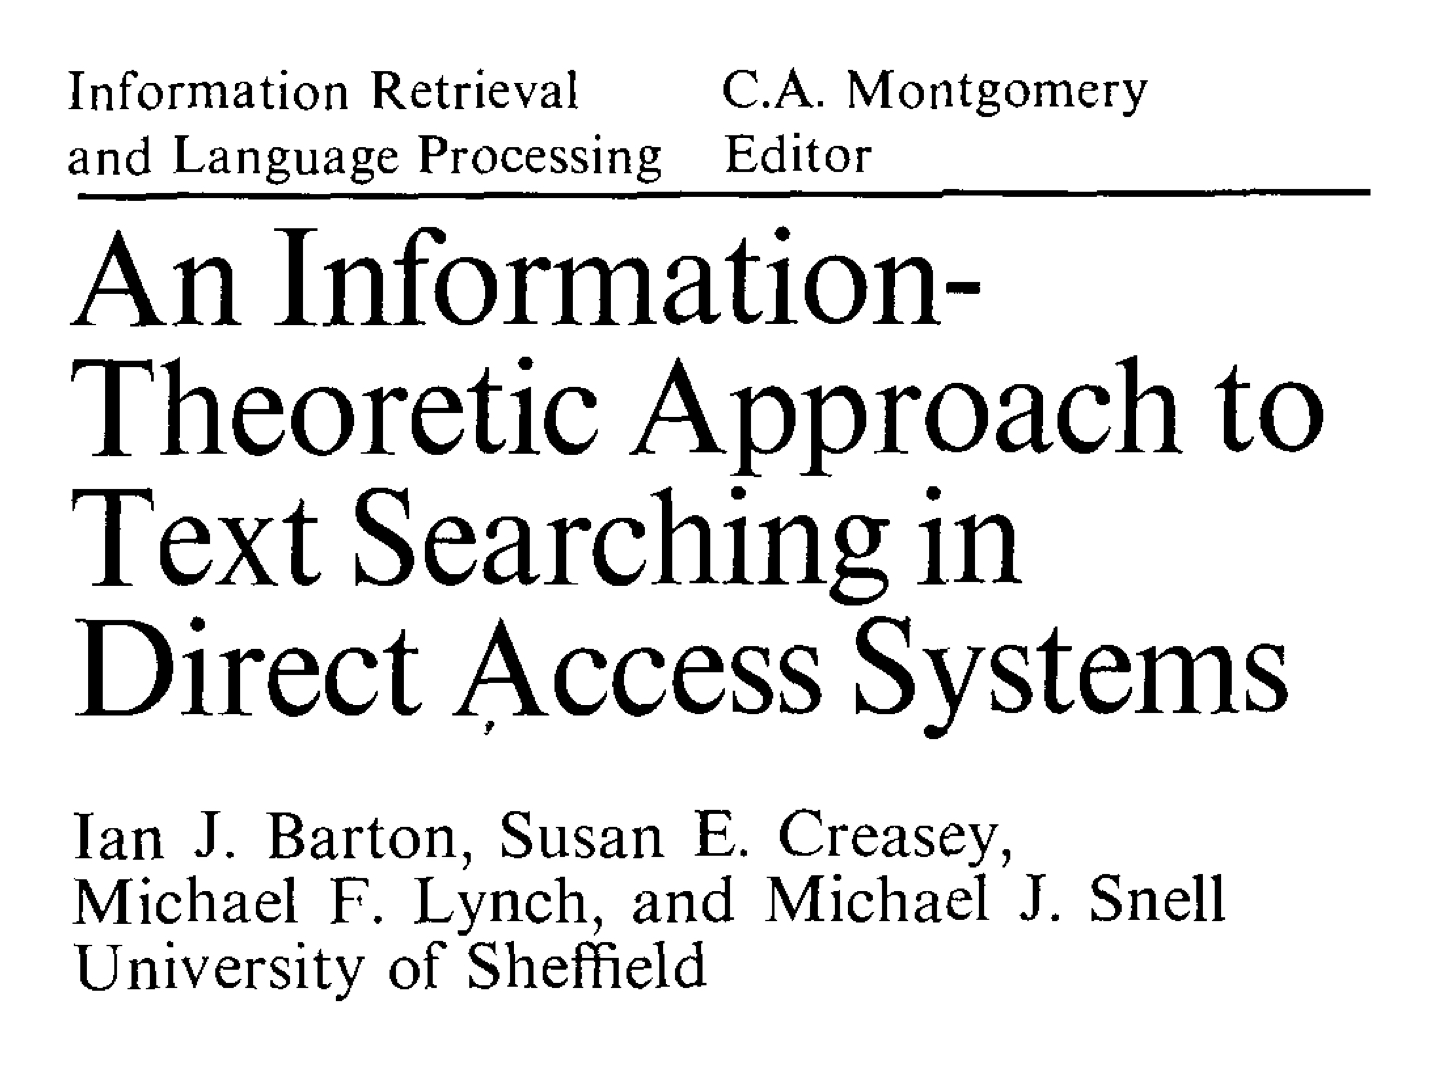 Information Retrieval
and Language Processing
C.A. Montgomery
Editor
An Information-
Theoretic Approach to
Text Searching in
Direct Access Systems
Ian J. Barton, Susan E. Creasey,
Michael F. Lynch, and Michael J. Snell
University of Sheffield